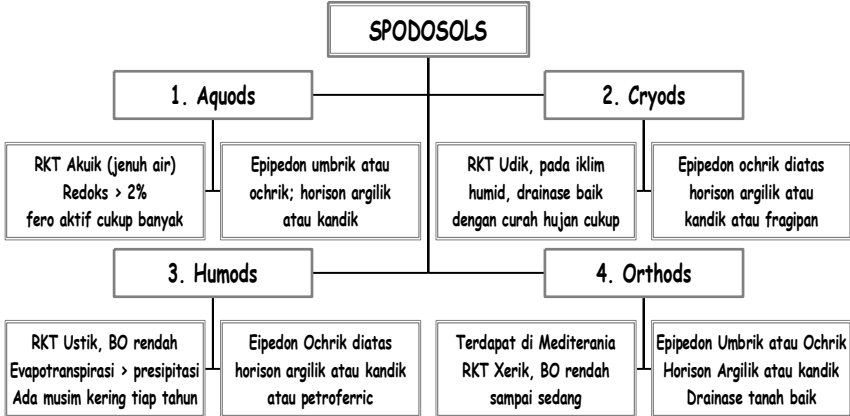 SPODOSOLS
1. Aquods
2. Cryods
RKT Akuik (jenuh air)
Redoks > 2%
fero aktif cukup banyak
Epipedon umbrik atau
ochrik; horison argilik
atau kandik
RKT Udik, pada iklim
humid, drainase baik
dengan curah hujan cukup
Epipedon ochrik diatas
horison argilik atau
kandik atau fragipan
3. Humods
4. Orthods
RKT Ustik, BO rendah
Evapotranspirasi > presipitasi
Ada musim kering tiap tahun
Eipedon Ochrik diatas
horison argilik atau kandik
atau petroferric
Terdapat di Mediterania
RKT Xerik, BO rendah
sampai sedang
Epipedon Umbrik atau Ochrik
Horison Argilik atau kandik
Drainase tanah baik